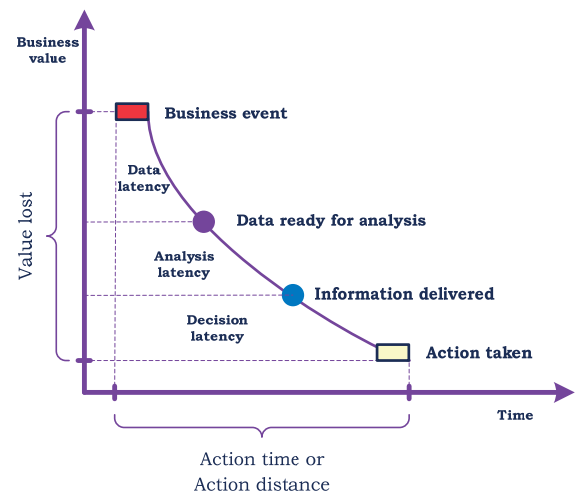 Business
value
Business event
Data
latency
Data ready for analysis
Value lost
Analysis
latency
Information delivered
Decision
latency
Action taken
Time
Action time or
Action distance